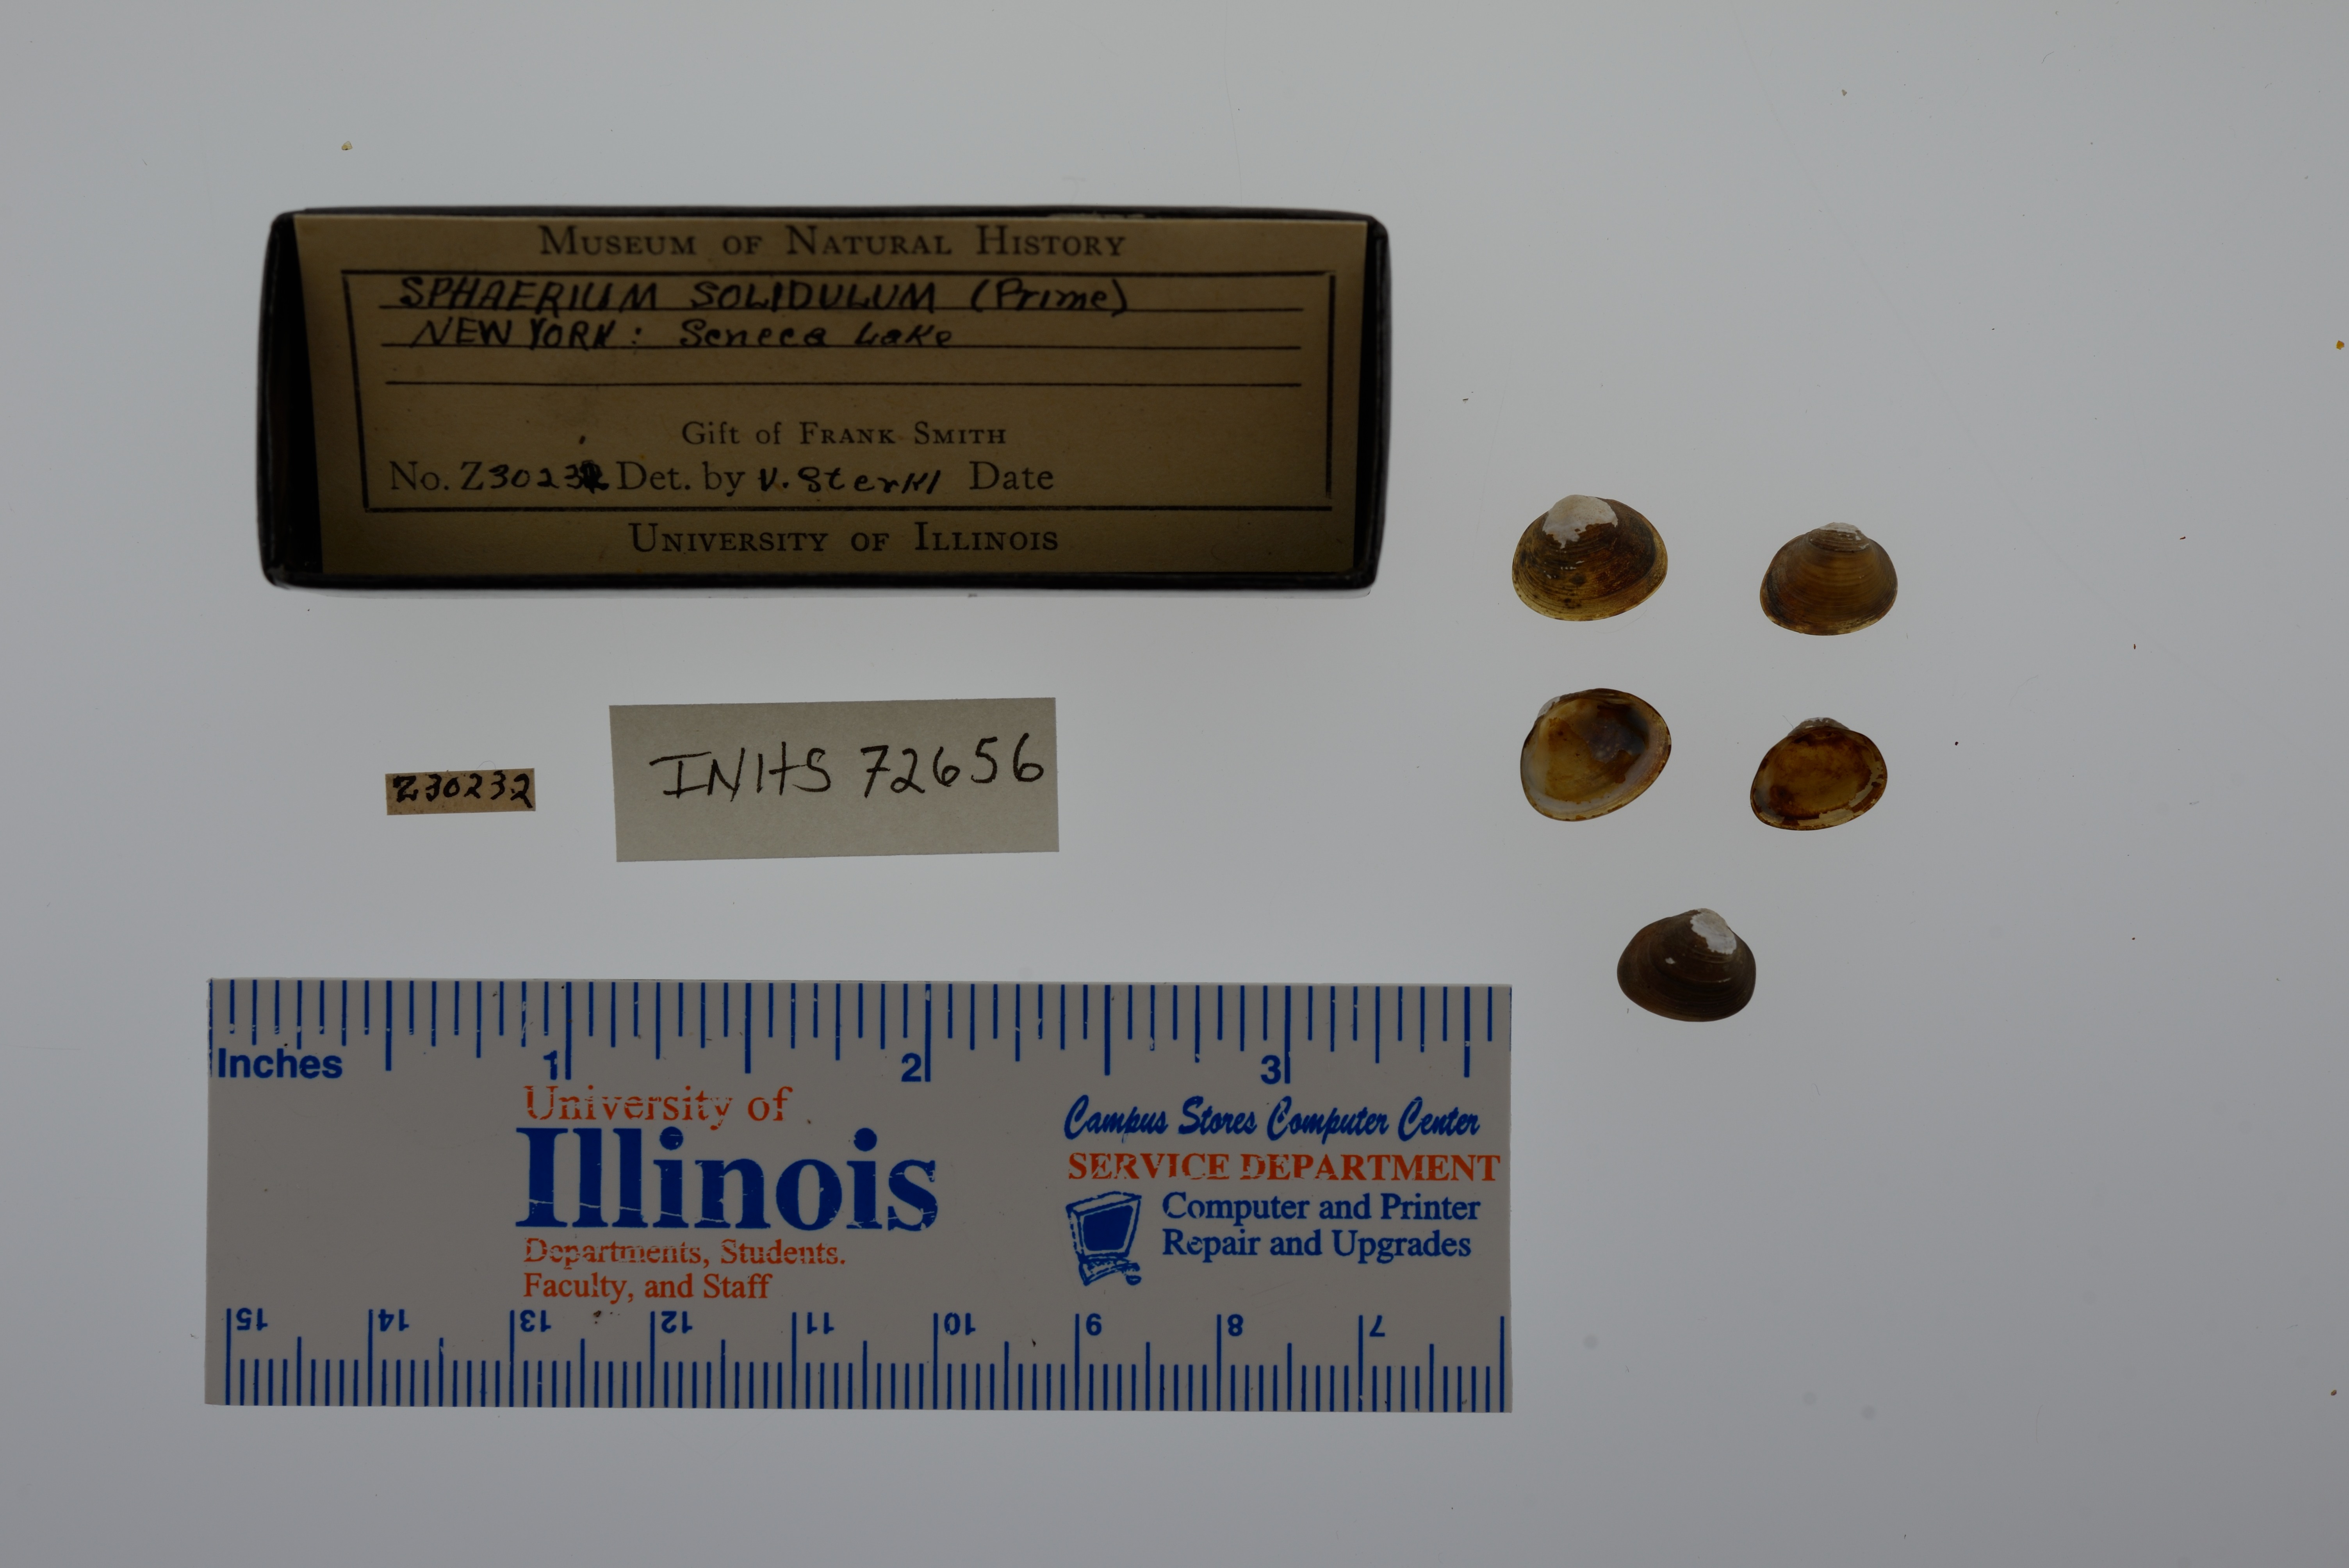 MUSEUM OF NATURAL HISTORY
SPHAERIUM SOLIDULUM (Prime)
NEW YORK: Seneca Lake
Gift of FRANK SMITH
No. Z30232 Det. by V. Sterki Date
UNIVERSITY OF ILLINOIS
Z30232
INHS 72656
Inches 1 2 3
University of
Illinois
Departments, Students.
Faculty, and Staff
Campus Stores Computer Center
SERVICE DEPARTMENT
Computer and Printer
Repair and Upgrades
15 14 13 12 11 10 9 8 7